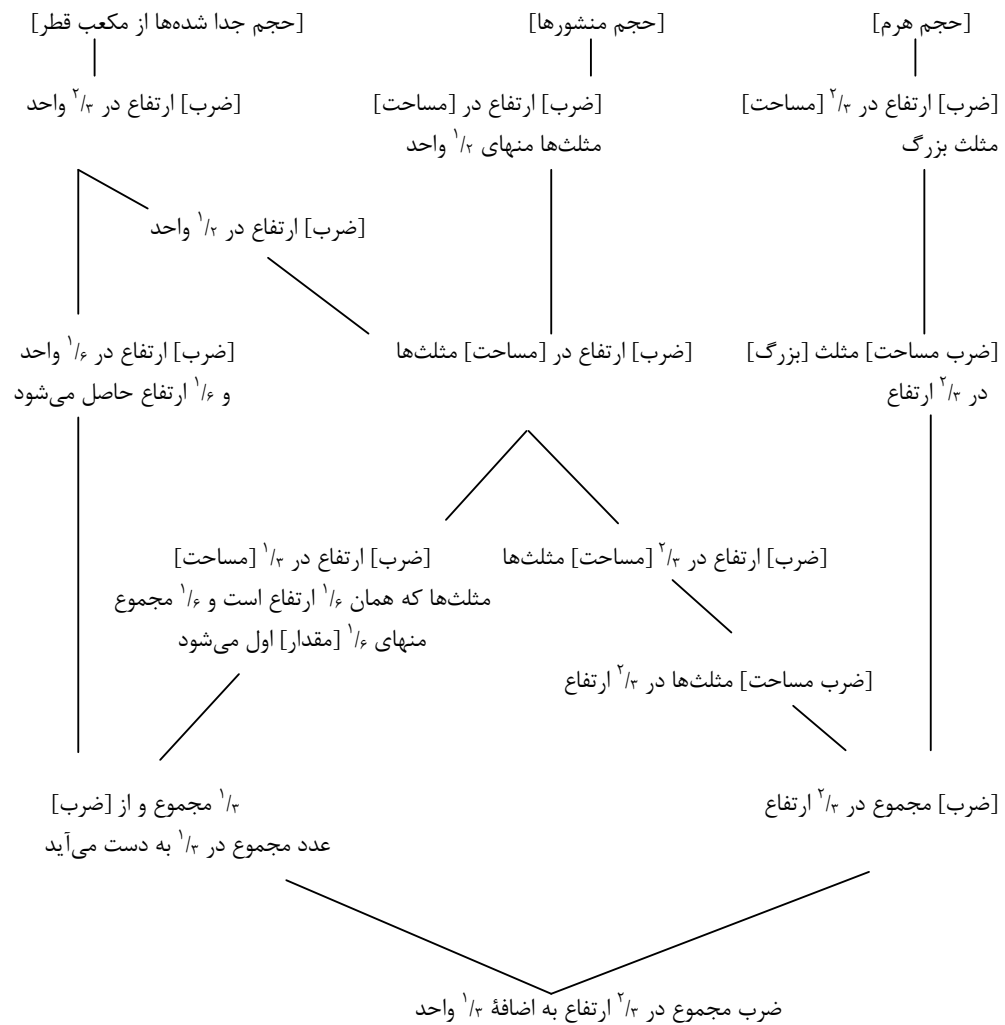 [حجم هرم]
[حجم منشورها]
[حجم جدا شده‌ها از مکعب قطر]
[ضرب] ارتفاع در ۲/۳ [مساحت]
مثلث بزرگ
[ضرب] ارتفاع در [مساحت]
مثلث‌ها منهای ۱/۲ واحد
[ضرب] ارتفاع در ۲/۳ واحد
[ضرب] ارتفاع در ۱/۲ واحد
[ضرب مساحت] مثلث [بزرگ]
در ۲/۳ ارتفاع
[ضرب] ارتفاع در [مساحت] مثلث‌ها
[ضرب] ارتفاع در ۱/۶ واحد
و ۱/۶ ارتفاع حاصل می‌شود
[ضرب] ارتفاع در ۲/۳ [مساحت] مثلث‌ها
[ضرب] ارتفاع در ۱/۳ [مساحت]
مثلث‌ها که همان ۱/۶ ارتفاع است و ۱/۶ مجموع
منهای ۱/۶ [مقدار] اول می‌شود
[ضرب مساحت] مثلث‌ها در ۲/۳ ارتفاع
[ضرب] مجموع در ۲/۳ ارتفاع
۱/۳ مجموع و از [ضرب]
عدد مجموع در ۱/۳ به دست می‌آید
ضرب مجموع در ۲/۳ ارتفاع به اضافهٔ ۱/۳ واحد